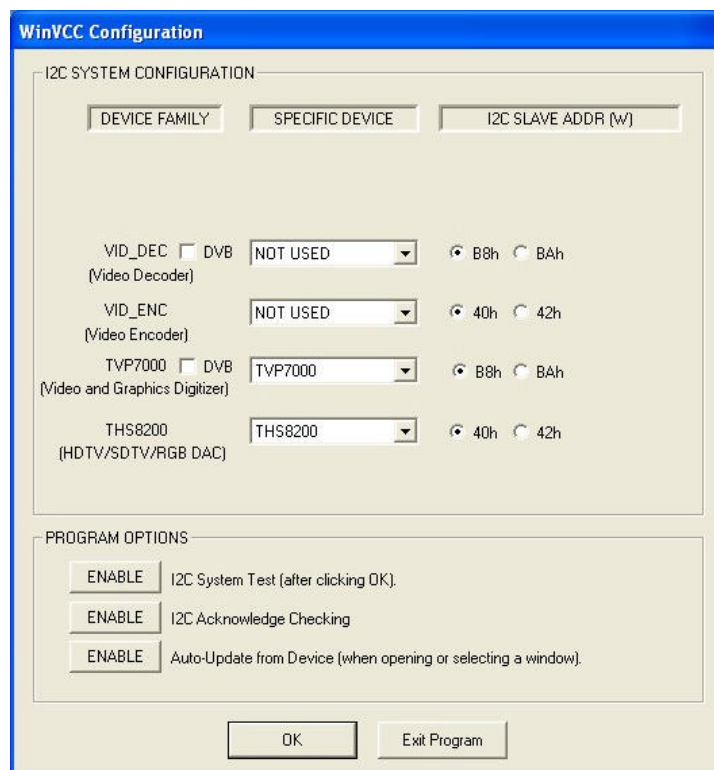 WinVCC Configuration
I2C SYSTEM CONFIGURATION
DEVICE FAMILY SPECIFIC DEVICE I2C SLAVE ADDR (W)
VID_DEC DVB NOT USED B8h BAh
(Video Decoder)
VID_ENC NOT USED 40h 42h
(Video Encoder)
TVP7000 DVB TVP7000 B8h BAh
(Video and Graphics Digitizer)
THS8200 THS8200 40h 42h
(HDTV/SDTV/RGB DAC)
PROGRAM OPTIONS
ENABLE I2C System Test (after clicking OK).
ENABLE I2C Acknowledge Checking
ENABLE Auto-Update from Device (when opening or selecting a window).
OK Exit Program